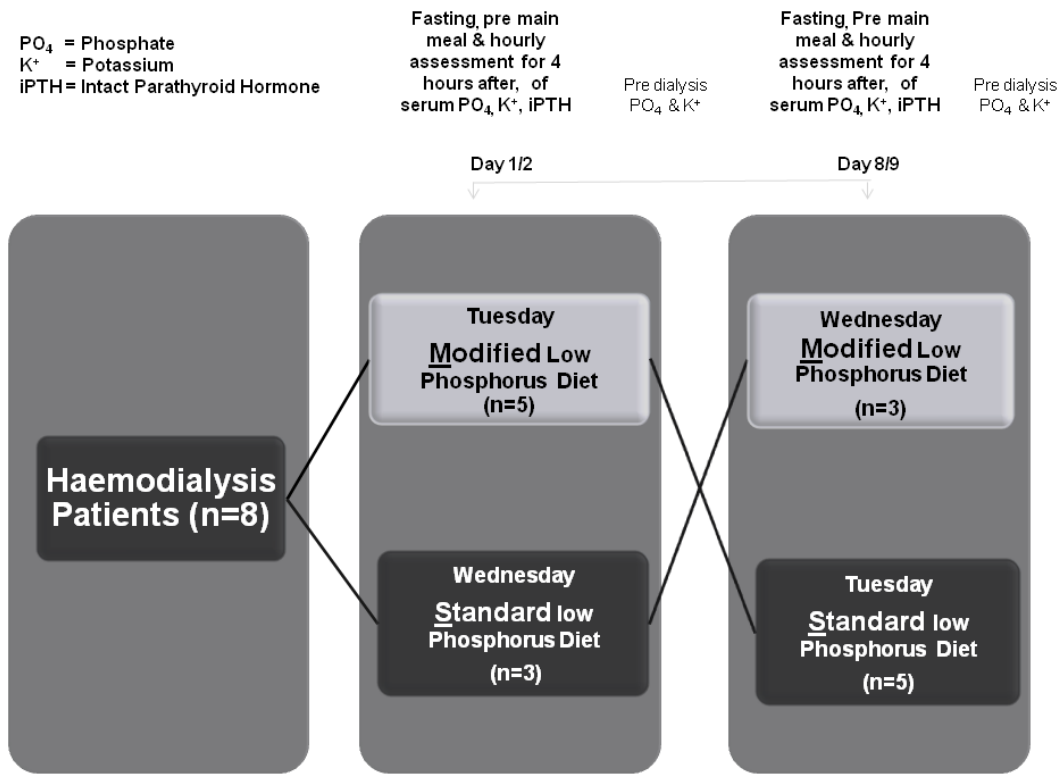 PO₄ = Phosphate
K⁺ = Potassium
iPTH = Intact Parathyroid Hormone
Fasting, pre main
meal & hourly
assessment for 4
hours after, of
serum PO₄, K⁺, iPTH
Pre dialysis
PO₄ & K⁺
Fasting, Pre main
meal & hourly
assessment for 4
hours after, of
serum PO₄, K⁺, iPTH
Pre dialysis
PO₄ & K⁺
Day 1/2
Day 8/9
Haemodialysis
Patients (n=8)
Tuesday
Modified Low
Phosphorus Diet
(n=5)
Wednesday
Standard low
Phosphorus Diet
(n=3)
Wednesday
Modified Low
Phosphorus Diet
(n=3)
Tuesday
Standard low
Phosphorus Diet
(n=5)